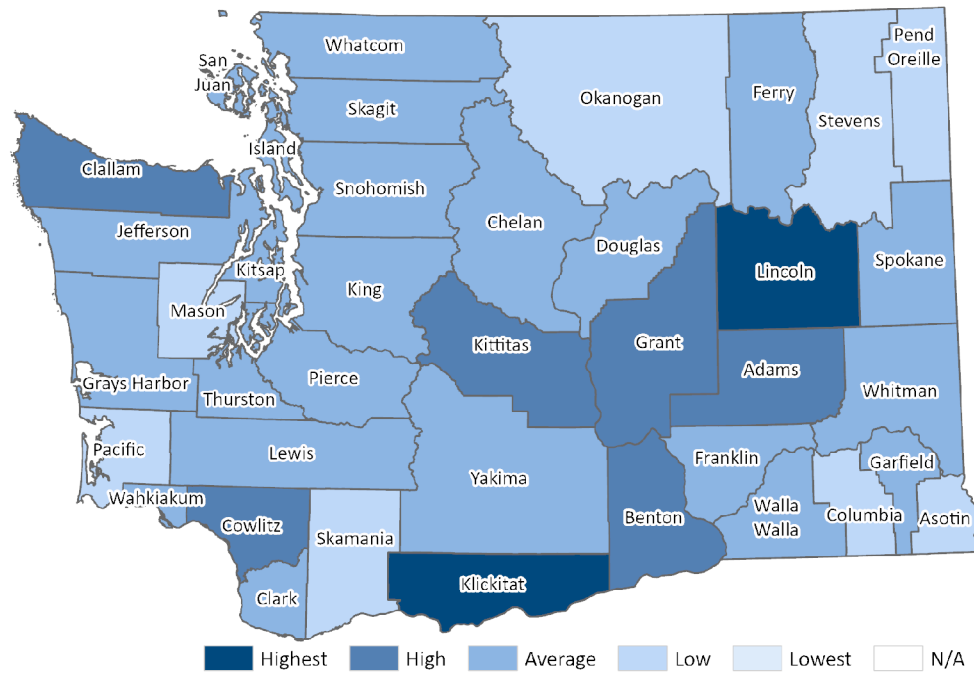 Whatcom
Pend
Oreille
San
Juan
Okanogan
Ferry
Skagit
Stevens
Island
Clallam
Snohomish
Chelan
Jefferson
Douglas
Spokane
Kitsap
Lincoln
King
Mason
Kittitas
Grant
Adams
Pierce
Grays Harbor
Whitman
Thurston
Pacific
Lewis
Franklin
Garfield
Yakima
Wahkiakum
Walla
Walla
Columbia
Asotin
Cowlitz
Benton
Skamania
Klickitat
Clark
Highest
High
Average
Low
Lowest
N/A